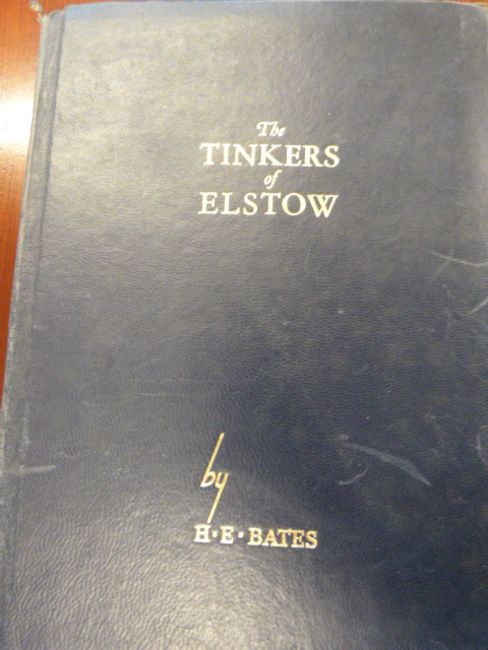 The
TINKERS
of
ELSTOW
by
H·E·BATES